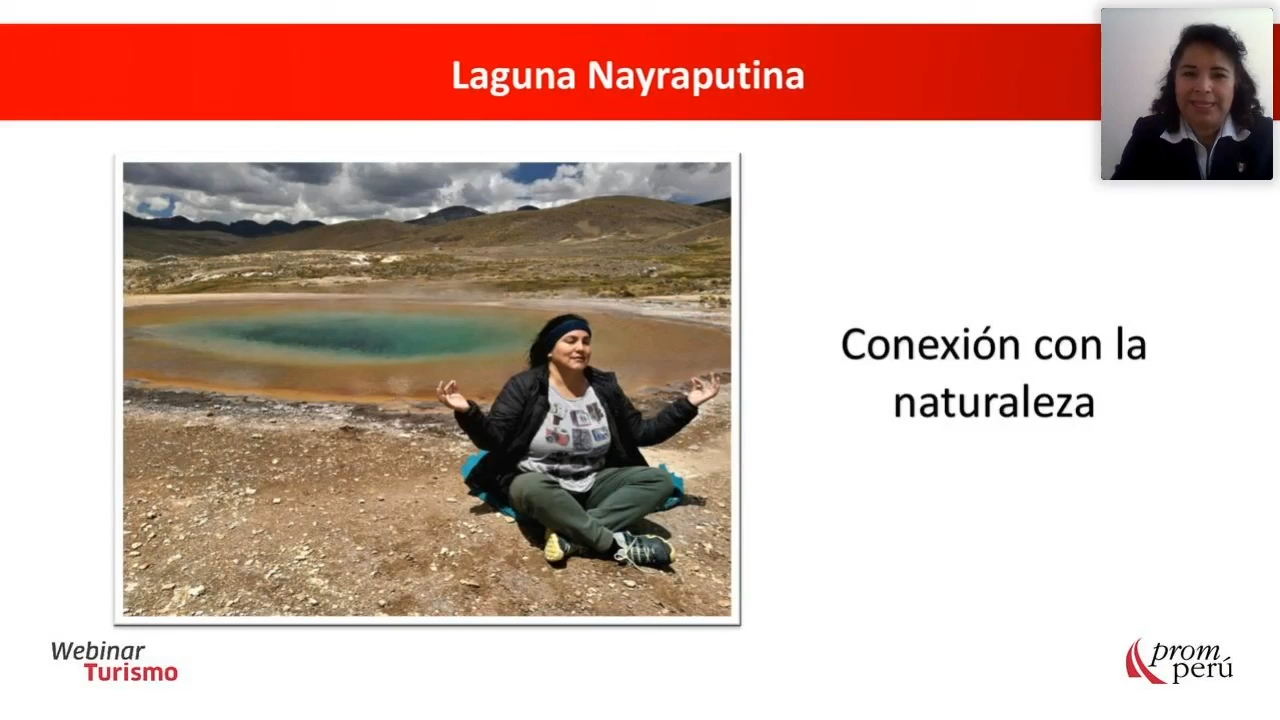 Laguna Nayraputina
Conexión con la
naturaleza
Webinar
Turismo
prom
perú